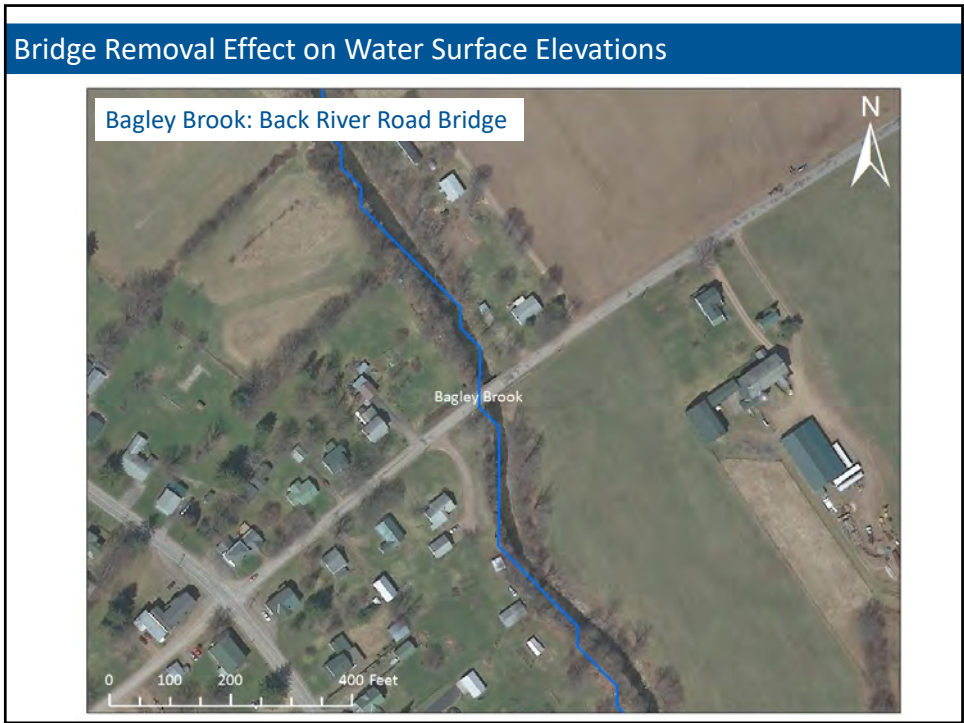 Bridge Removal Effect on Water Surface Elevations
Bagley Brook: Back River Road Bridge
N
Bagley Brook
0 100 200 400 Feet